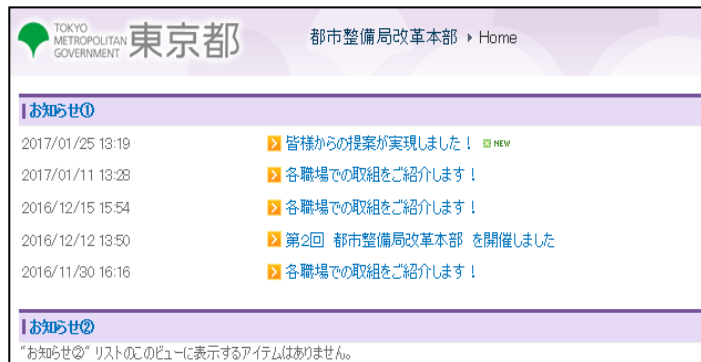 TOKYO
METROPOLITAN
GOVERNMENT 東京都 都市整備局改革本部 ▸ Home
お知らせ①
2017/01/25 13:19 皆様からの提案が実現しました! NEW
2017/01/11 13:28 各職場での取組をご紹介します!
2016/12/15 15:54 各職場での取組をご紹介します!
2016/12/12 13:50 第2回 都市整備局改革本部 を開催しました
2016/11/30 16:16 各職場での取組をご紹介します!
お知らせ②
"お知らせ②" リストのこのビューに表示するアイテムはありません。